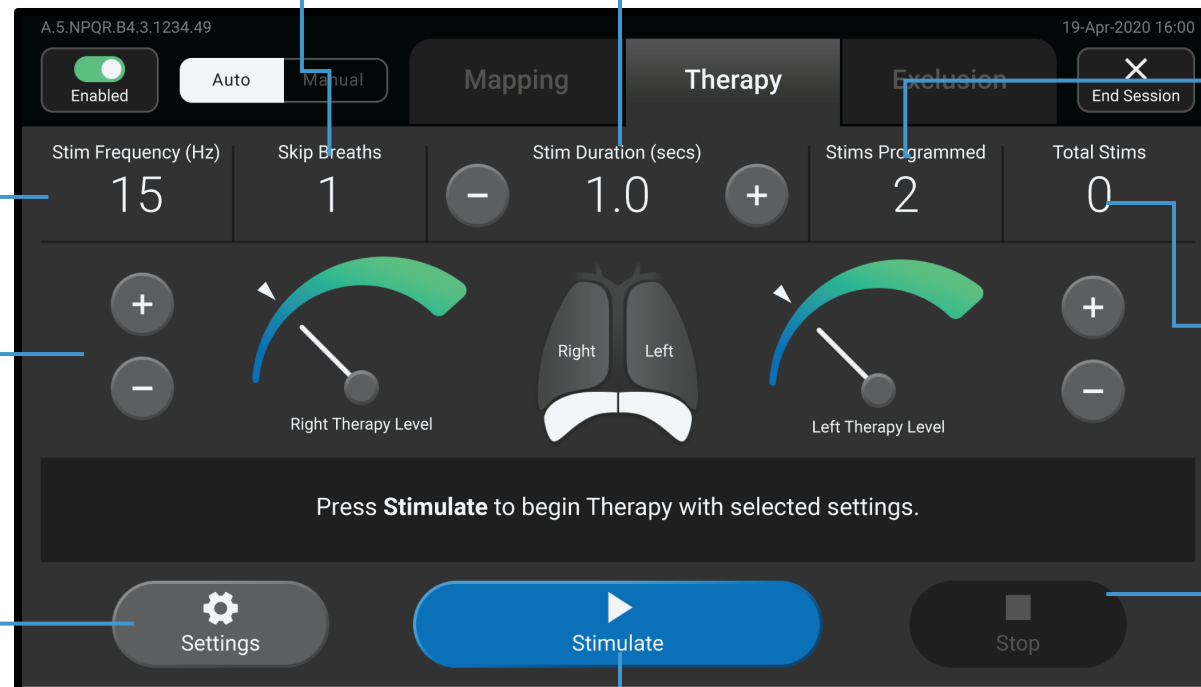 A.5.NPQR.B4.3.1234.49
19-Apr-2020 16:00
Enabled
Auto
Manual
Mapping
Therapy
Exclusion
End Session
Stim Frequency (Hz)
Skip Breaths
Stim Duration (secs)
Stims Programmed
Total Stims
15
1
1.0
2
0
Right
Left
Right Therapy Level
Left Therapy Level
Press Stimulate to begin Therapy with selected settings.
Settings
Stimulate
Stop